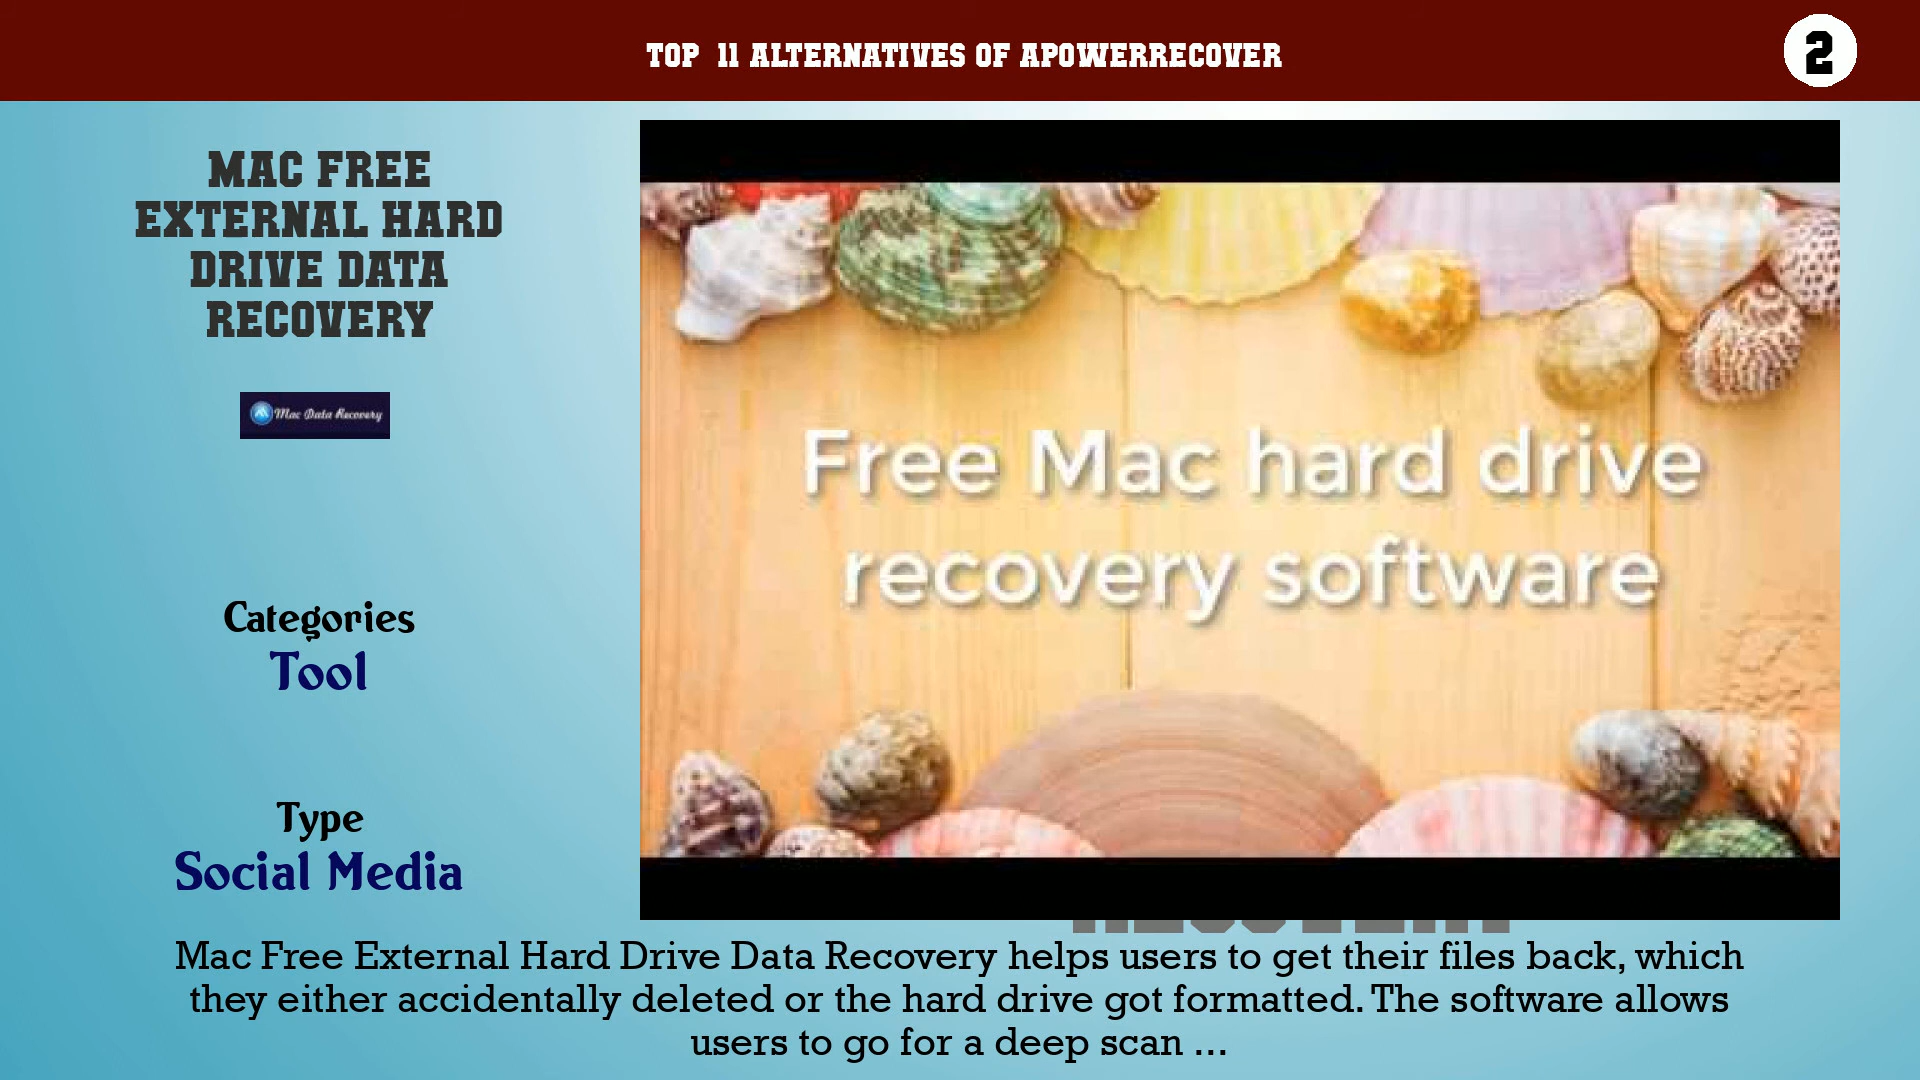 TOP 11 ALTERNATIVES OF APOWERRECOVER
2
MAC FREE
EXTERNAL HARD
DRIVE DATA
RECOVERY
Mac Data Recovery
Categories
Tool
Type
Social Media
Free Mac hard drive
recovery software
Mac Free External Hard Drive Data Recovery helps users to get their files back, which
they either accidentally deleted or the hard drive got formatted. The software allows
users to go for a deep scan ...